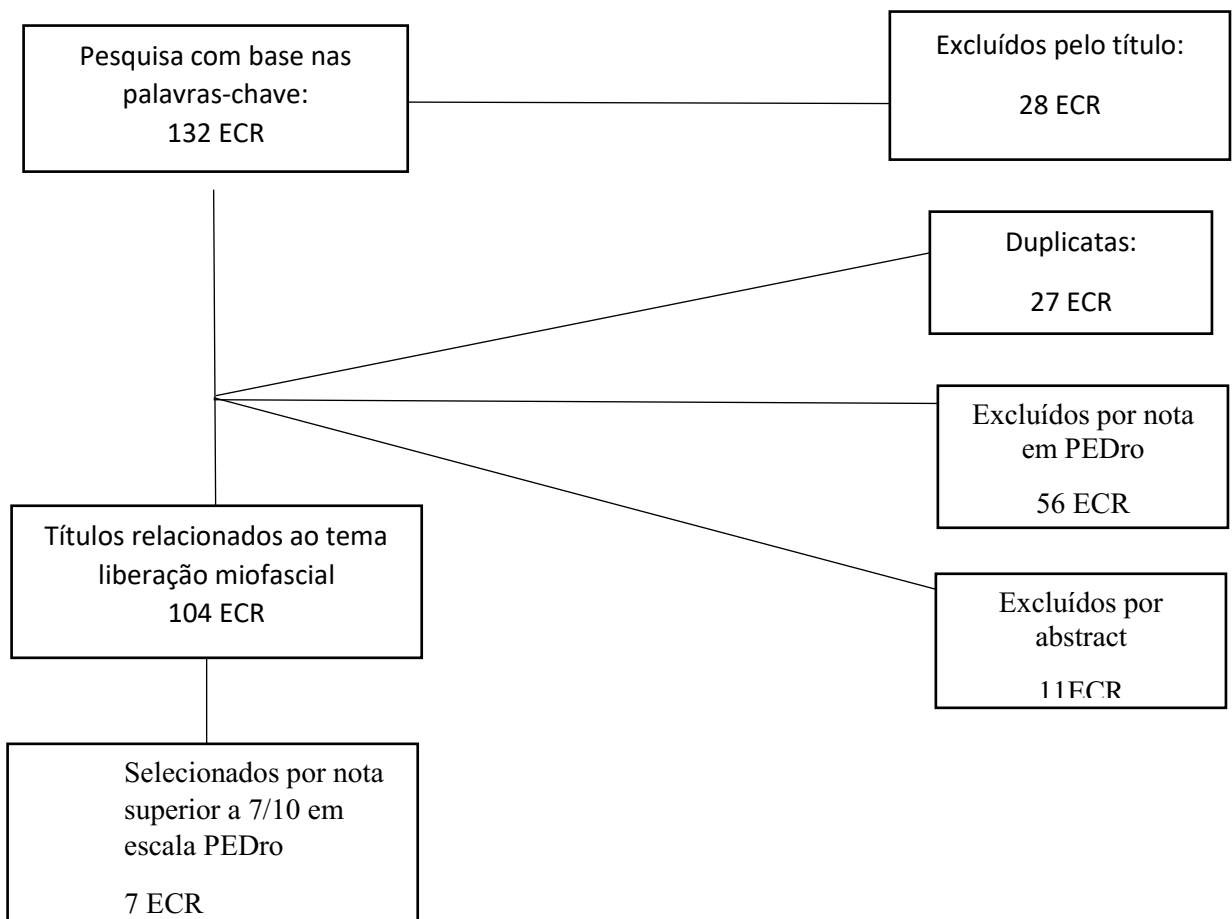 Pesquisa com base nas
palavras-chave:
132 ECR
Excluídos pelo título:
28 ECR
Duplicatas:
27 ECR
Excluídos por nota
em PEDro
56 ECR
Títulos relacionados ao tema
liberação miofascial
104 ECR
Excluídos por
abstract
11ECR
Selecionados por nota
superior a 7/10 em
escala PEDro
7 ECR